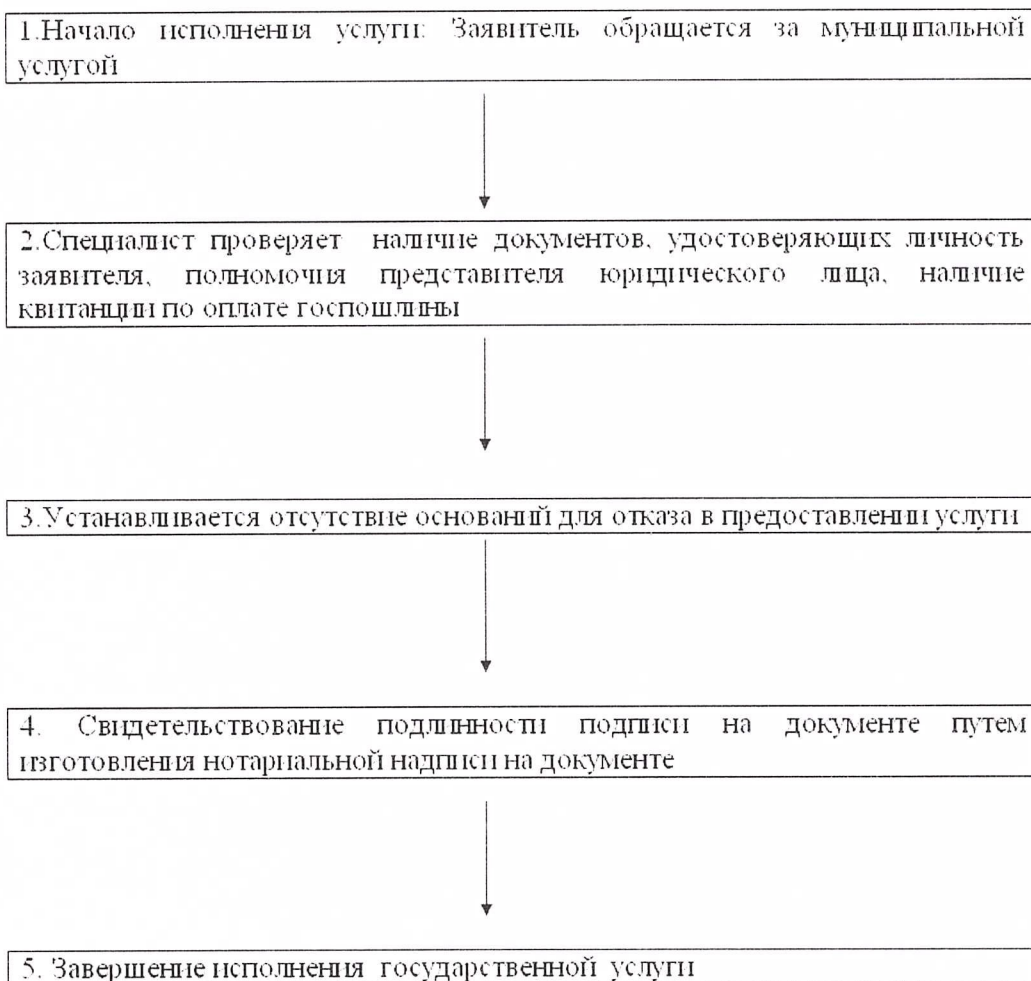 1.Начало исполнения услуги: Заявитель обращается за муниципальной
услугой
2.Специалист проверяет наличие документов, удостоверяющих личность
заявителя, полномочия представителя юридического лица, наличие
квитанции по оплате госпошлины
3.Устанавливается отсутствие оснований для отказа в предоставлении услуги
4. Свидетельствование подлинности подписи на документе путем
изготовления нотариальной надписи на документе
5. Завершение исполнения государственной услуги